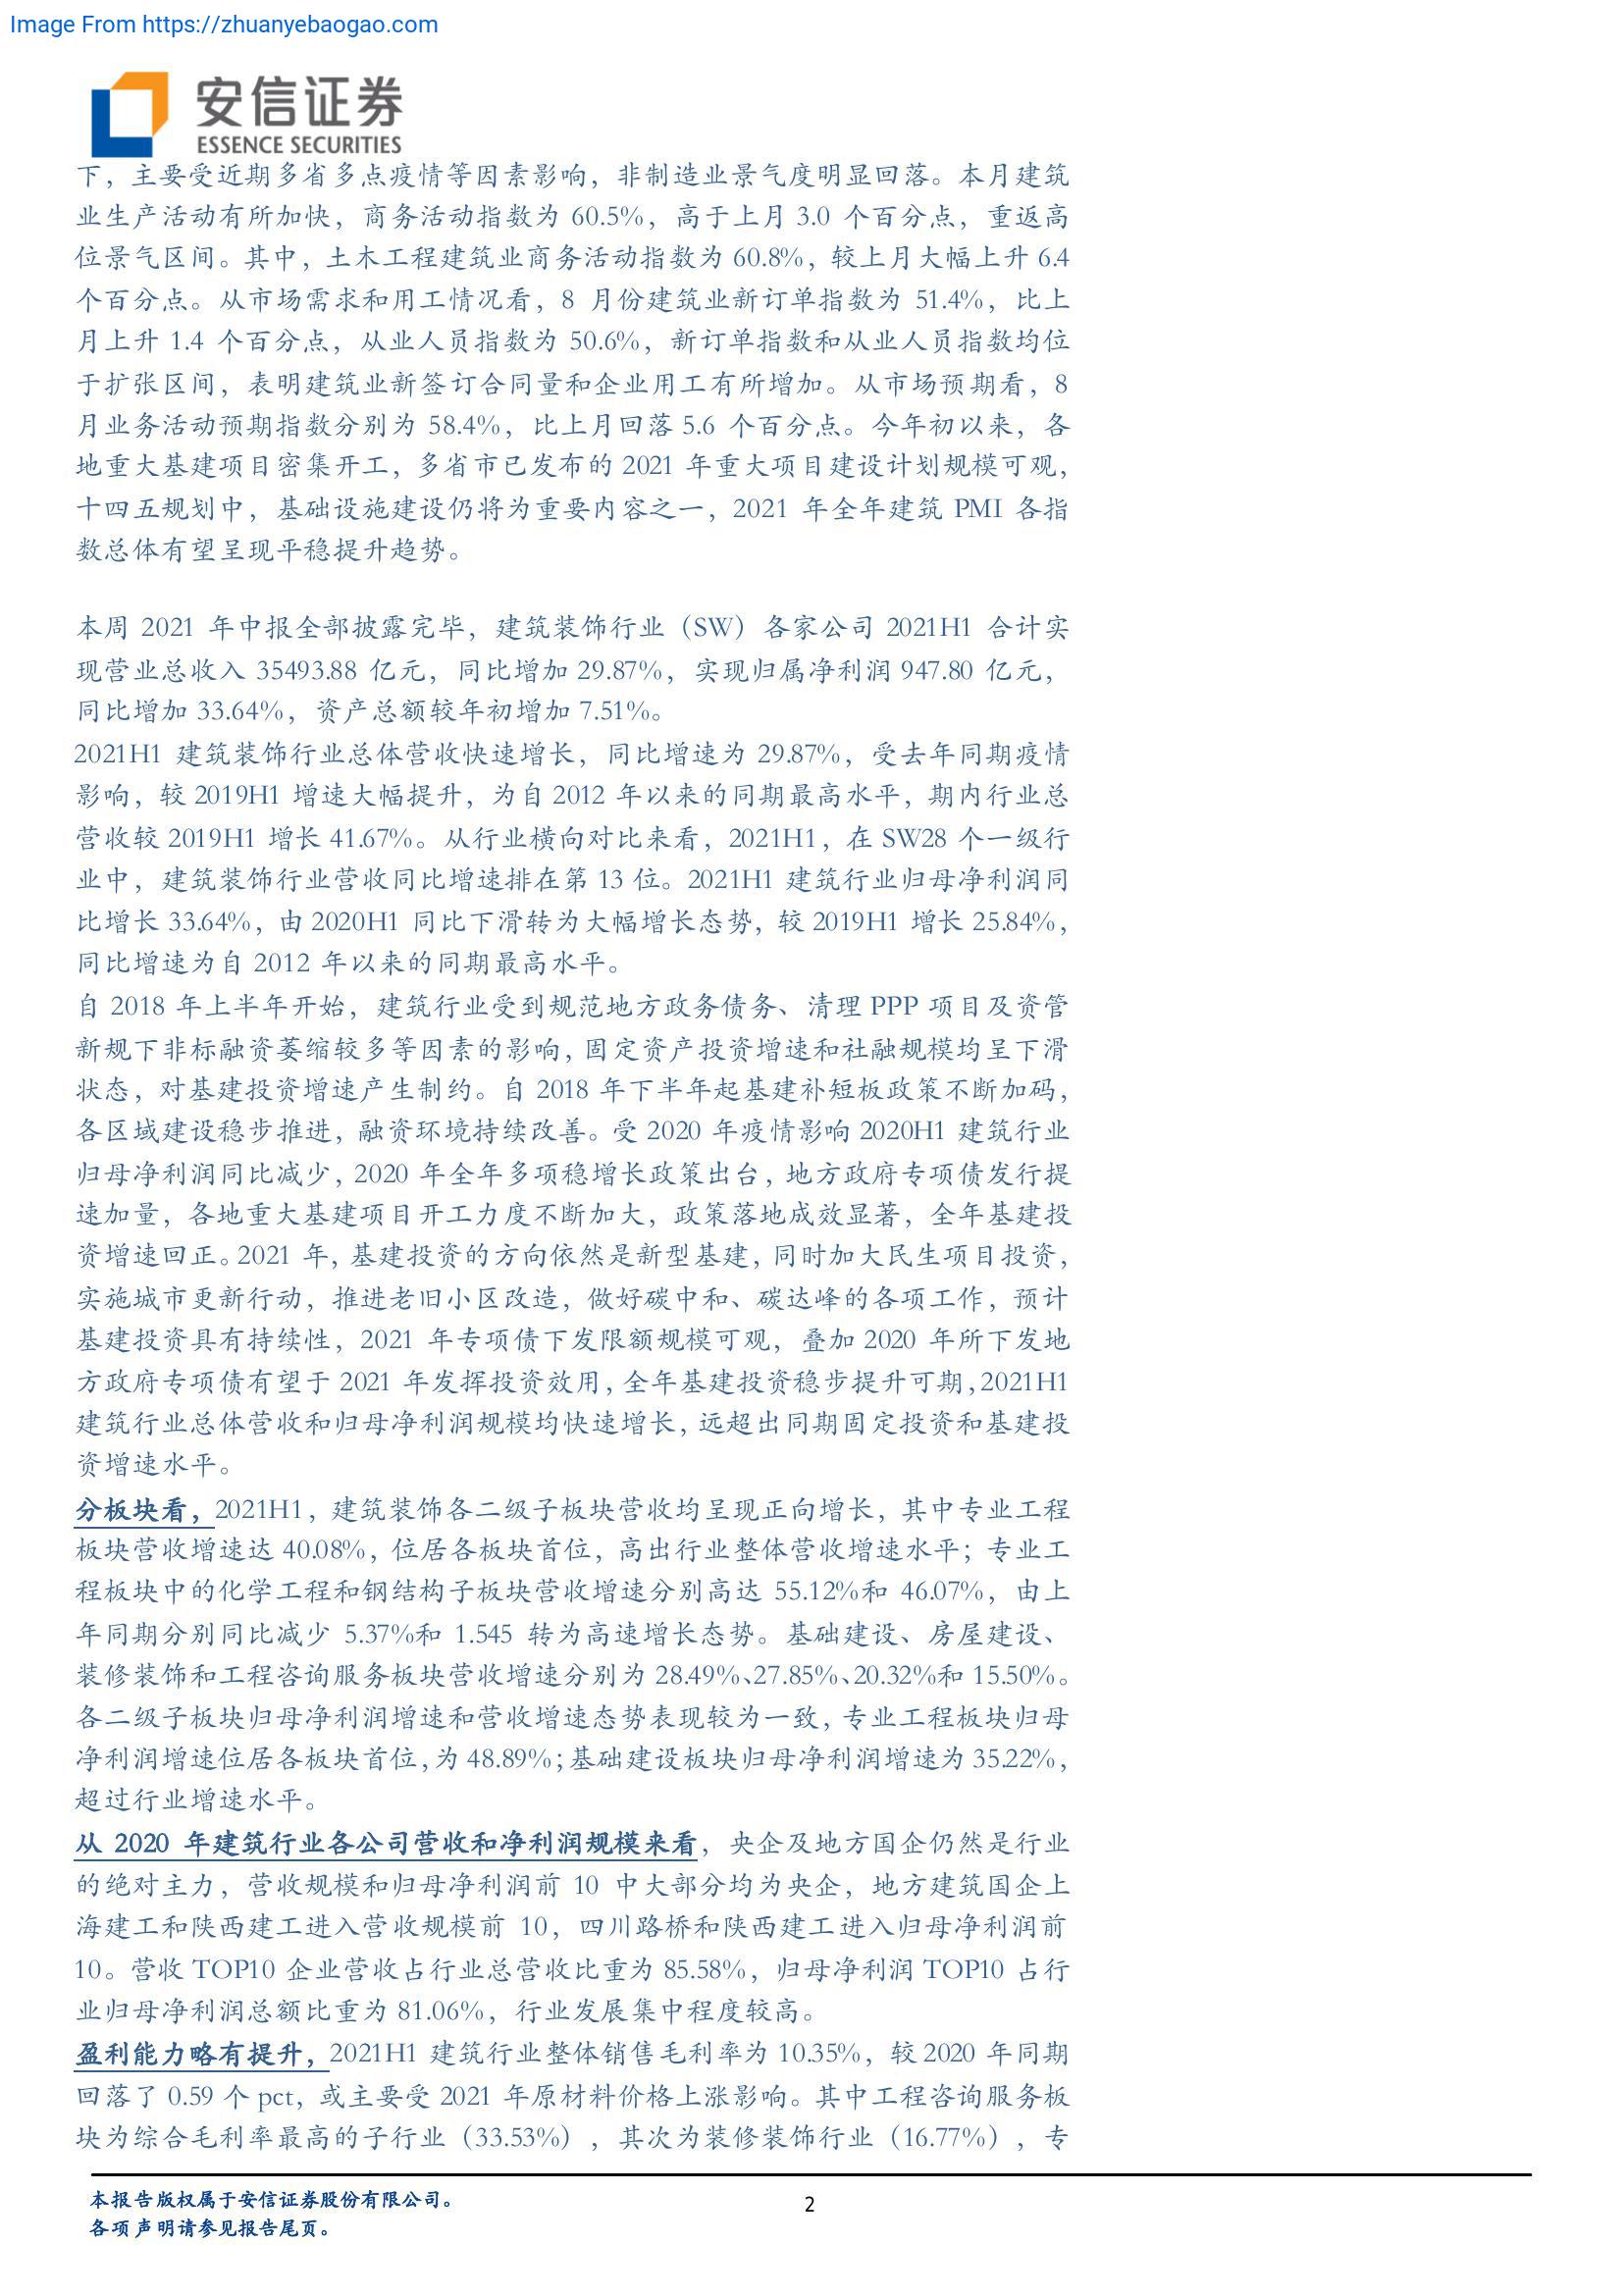 Image From https://zhuanyebaogao.com
安信证券
ESSENCE SECURITIES
下，主要受近期多省多点疫情等因素影响，非制造业景气度明显回落。本月建筑
业生产活动有所加快，商务活动指数为 60.5%，高于上月 3.0 个百分点，重返高
位景气区间。其中，土木工程建筑业商务活动指数为 60.8%，较上月大幅上升 6.4
个百分点。从市场需求和用工情况看，8 月份建筑业新订单指数为 51.4%，比上
月上升 1.4 个百分点，从业人员指数为 50.6%，新订单指数和从业人员指数均位
于扩张区间，表明建筑业新签订合同量和企业用工有所增加。从市场预期看，8
月业务活动预期指数分别为 58.4%，比上月回落 5.6 个百分点。今年初以来，各
地重大基建项目密集开工，多省市已发布的 2021 年重大项目建设计划规模可观，
十四五规划中，基础设施建设仍将为重要内容之一，2021 年全年建筑 PMI 各指
数总体有望呈现平稳提升趋势。
本周 2021 年中报全部披露完毕，建筑装饰行业（SW）各家公司 2021H1 合计实
现营业总收入 35493.88 亿元，同比增加 29.87%，实现归属净利润 947.80 亿元，
同比增加 33.64%，资产总额较年初增加 7.51%。
2021H1 建筑装饰行业总体营收快速增长，同比增速为 29.87%，受去年同期疫情
影响，较 2019H1 增速大幅提升，为自 2012 年以来的同期最高水平，期内行业总
营收较 2019H1 增长 41.67%。从行业横向对比来看，2021H1，在 SW28 个一级行
业中，建筑装饰行业营收同比增速排在第 13 位。2021H1 建筑行业归母净利润同
比增长 33.64%，由 2020H1 同比下滑转为大幅增长态势，较 2019H1 增长 25.84%，
同比增速为自 2012 年以来的同期最高水平。
自 2018 年上半年开始，建筑行业受到规范地方政务债务、清理 PPP 项目及资管
新规下非标融资萎缩较多等因素的影响，固定资产投资增速和社融规模均呈下滑
状态，对基建投资增速产生制约。自 2018 年下半年起基建补短板政策不断加码，
各区域建设稳步推进，融资环境持续改善。受 2020 年疫情影响 2020H1 建筑行业
归母净利润同比减少，2020 年全年多项稳增长政策出台，地方政府专项债发行提
速加量，各地重大基建项目开工力度不断加大，政策落地成效显著，全年基建投
资增速回正。2021 年，基建投资的方向依然是新型基建，同时加大民生项目投资，
实施城市更新行动，推进老旧小区改造，做好碳中和、碳达峰的各项工作，预计
基建投资具有持续性，2021 年专项债下发限额规模可观，叠加 2020 年所下发地
方政府专项债有望于 2021 年发挥投资效用，全年基建投资稳步提升可期，2021H1
建筑行业总体营收和归母净利润规模均快速增长，远超出同期固定投资和基建投
资增速水平。
分板块看，2021H1，建筑装饰各二级子板块营收均呈现正向增长，其中专业工程
板块营收增速达 40.08%，位居各板块首位，高出行业整体营收增速水平；专业工
程板块中的化学工程和钢结构子板块营收增速分别高达 55.12%和 46.07%，由上
年同期分别同比减少 5.37%和 1.545 转为高速增长态势。基础建设、房屋建设、
装修装饰和工程咨询服务板块营收增速分别为 28.49%、27.85%、20.32%和 15.50%。
各二级子板块归母净利润增速和营收增速态势表现较为一致，专业工程板块归母
净利润增速位居各板块首位，为 48.89%；基础建设板块归母净利润增速为 35.22%，
超过行业增速水平。
从 2020 年建筑行业各公司营收和净利润规模来看，央企及地方国企仍然是行业
的绝对主力，营收规模和归母净利润前 10 中大部分均为央企，地方建筑国企上
海建工和陕西建工进入营收规模前 10，四川路桥和陕西建工进入归母净利润前
10。营收 TOP10 企业营收占行业总营收比重为 85.58%，归母净利润 TOP10 占行
业归母净利润总额比重为 81.06%，行业发展集中程度较高。
盈利能力略有提升，2021H1 建筑行业整体销售毛利率为 10.35%，较 2020 年同期
回落了 0.59 个 pct，或主要受 2021 年原材料价格上涨影响。其中工程咨询服务板
块为综合毛利率最高的子行业（33.53%），其次为装修装饰行业（16.77%），专
本报告版权属于安信证券股份有限公司。
2
各项声明请参见报告尾页。